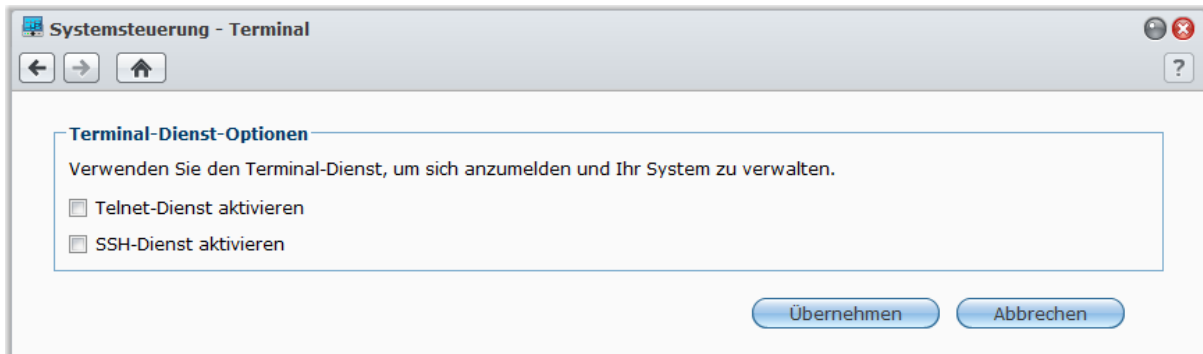 Systemsteuerung - Terminal
?
Terminal-Dienst-Optionen
Verwenden Sie den Terminal-Dienst, um sich anzumelden und Ihr System zu verwalten.
Telnet-Dienst aktivieren
SSH-Dienst aktivieren
Übernehmen Abbrechen